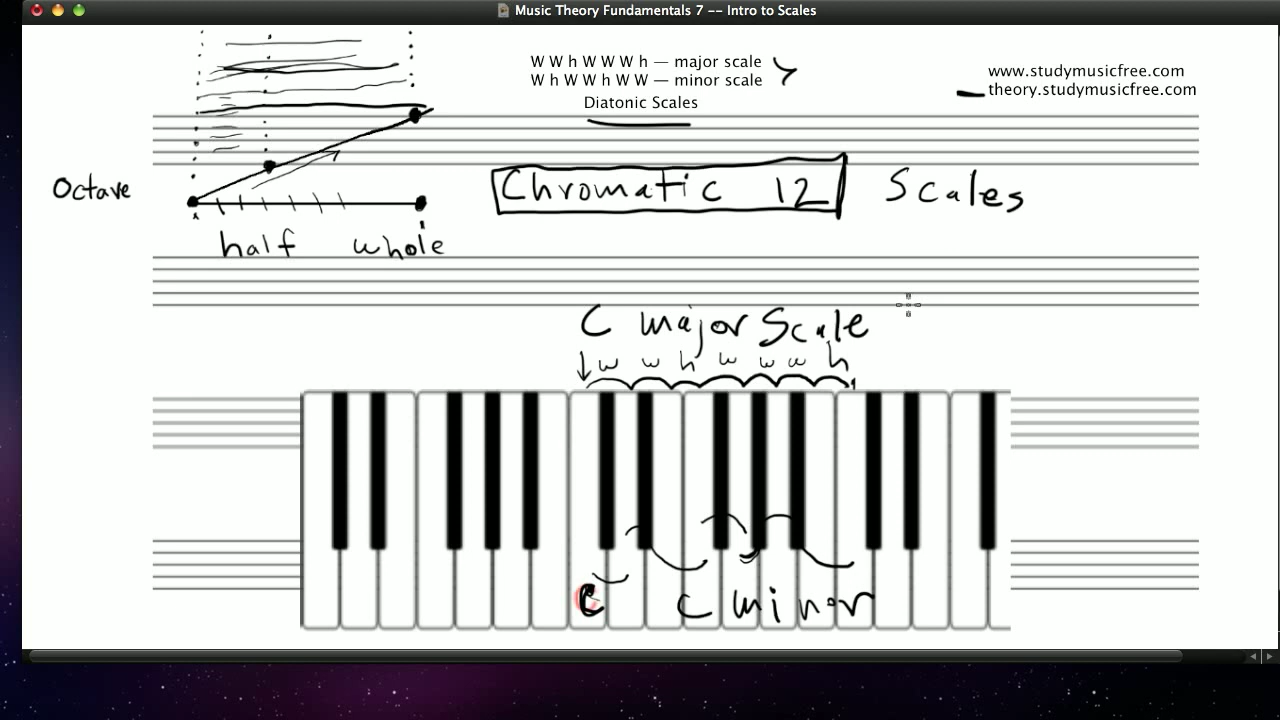 Music Theory Fundamentals 7 -- Intro to Scales
W W h W W W h — major scale
W h W W h W W — minor scale
Diatonic Scales
www.studymusicfree.com
theory.studymusicfree.com
Octave
Chromatic 12 Scales
half whole
C major Scale
w w h w w w h
C C minor